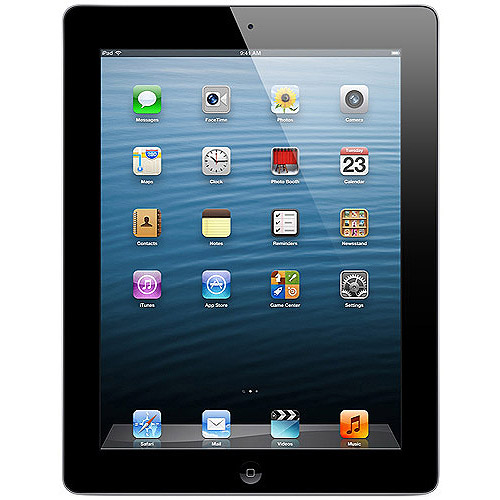 iPad 9:41 AM
Messages FaceTime Photos Camera
Tuesday
23
Maps Clock Photo Booth Calendar
Contacts Notes Reminders Newsstand
iTunes App Store Game Center Settings
Safari Mail Videos Music